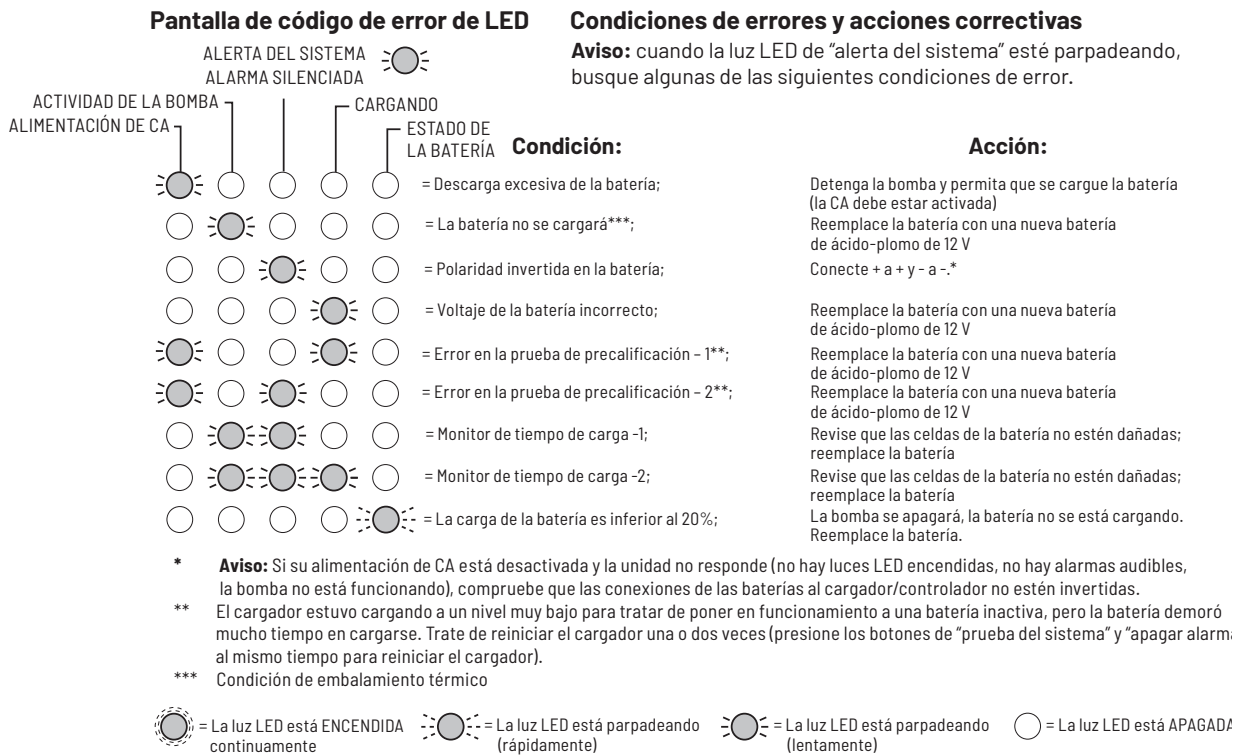 Pantalla de código de error de LED
Condiciones de errores y acciones correctivas
Aviso: cuando la luz LED de “alerta del sistema” esté parpadeando,
busque algunas de las siguientes condiciones de error.
ALERTA DEL SISTEMA
ALARMA SILENCIADA
ACTIVIDAD DE LA BOMBA
CARGANDO
ALIMENTACIÓN DE CA
ESTADO DE
LA BATERÍA
Condición:
Acción:
= Descarga excesiva de la batería;
Detenga la bomba y permita que se cargue la batería
(la CA debe estar activada)
= La batería no se cargará***;
Reemplace la batería con una nueva batería
de ácido-plomo de 12 V
= Polaridad invertida en la batería;
Conecte + a + y - a -.*
= Voltaje de la batería incorrecto;
Reemplace la batería con una nueva batería
de ácido-plomo de 12 V
= Error en la prueba de precalificación – 1**;
Reemplace la batería con una nueva batería
de ácido-plomo de 12 V
= Error en la prueba de precalificación – 2**;
Reemplace la batería con una nueva batería
de ácido-plomo de 12 V
= Monitor de tiempo de carga -1;
Revise que las celdas de la batería no estén dañadas;
reemplace la batería
= Monitor de tiempo de carga -2;
Revise que las celdas de la batería no estén dañadas;
reemplace la batería
= La carga de la batería es inferior al 20%;
La bomba se apagará, la batería no se está cargando.
Reemplace la batería.
* Aviso: Si su alimentación de CA está desactivada y la unidad no responde (no hay luces LED encendidas, no hay alarmas audibles,
la bomba no está funcionando), compruebe que las conexiones de las baterías al cargador/controlador no estén invertidas.
** El cargador estuvo cargando a un nivel muy bajo para tratar de poner en funcionamiento a una batería inactiva, pero la batería demoró
mucho tiempo en cargarse. Trate de reiniciar el cargador una o dos veces (presione los botones de “prueba del sistema” y “apagar alarma
al mismo tiempo para reiniciar el cargador).
*** Condición de embalamiento térmico
= La luz LED está ENCENDIDA
continuamente
= La luz LED está parpadeando
(rápidamente)
= La luz LED está parpadeando
(lentamente)
= La luz LED está APAGADA